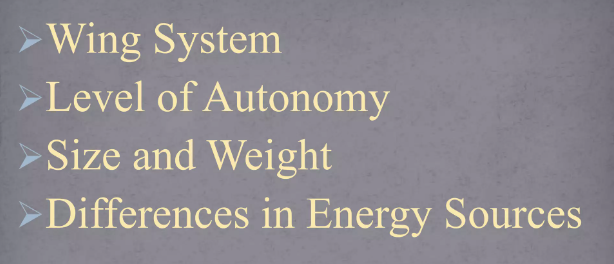 ➢Wing System
➢Level of Autonomy
➢Size and Weight
➢Differences in Energy Sources